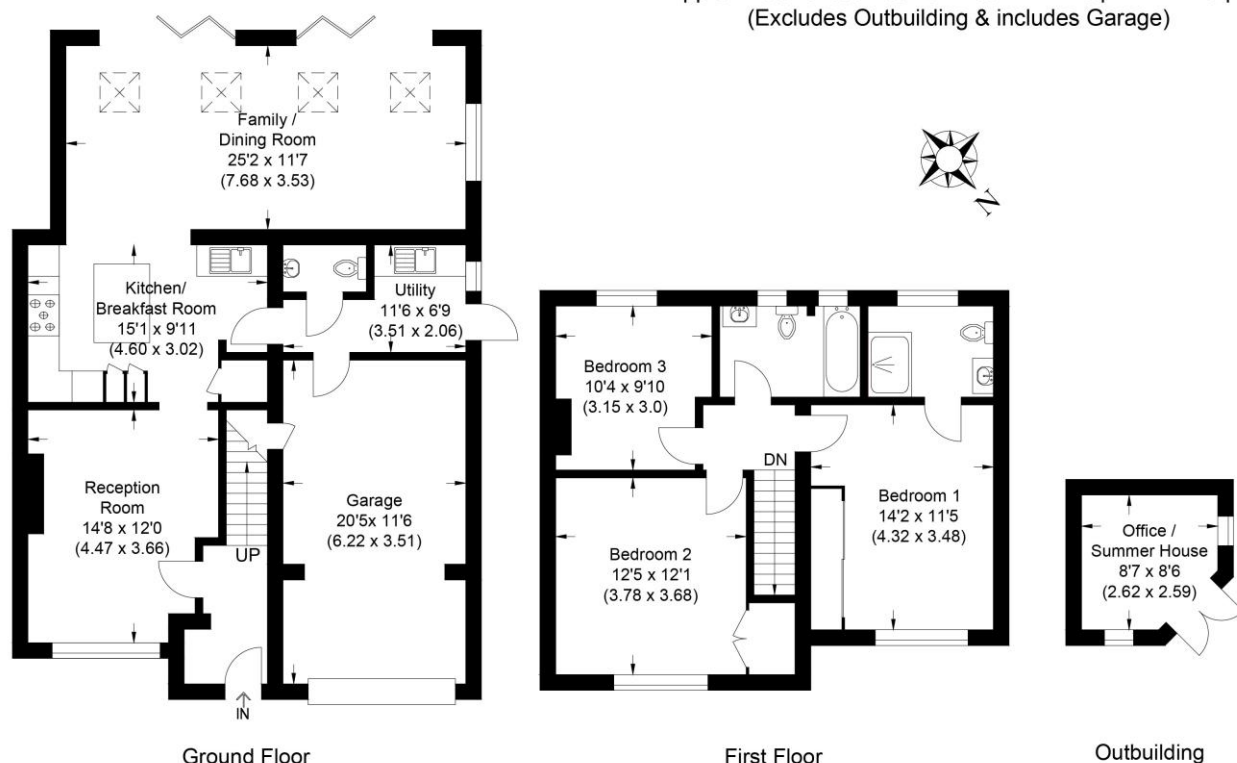 (Excludes Outbuilding & includes Garage)
Family /
Dining Room
25'2 x 11'7
(7.68 x 3.53)
N
Kitchen/
Breakfast Room
15'1 x 9'11
(4.60 x 3.02)
Utility
11'6 x 6'9
(3.51 x 2.06)
Reception
Room
14'8 x 12'0
(4.47 x 3.66)
UP
Garage
20'5x 11'6
(6.22 x 3.51)
IN
Ground Floor
Bedroom 3
10'4 x 9'10
(3.15 x 3.0)
DN
Bedroom 1
14'2 x 11'5
(4.32 x 3.48)
Bedroom 2
12'5 x 12'1
(3.78 x 3.68)
First Floor
Office /
Summer House
8'7 x 8'6
(2.62 x 2.59)
Outbuilding